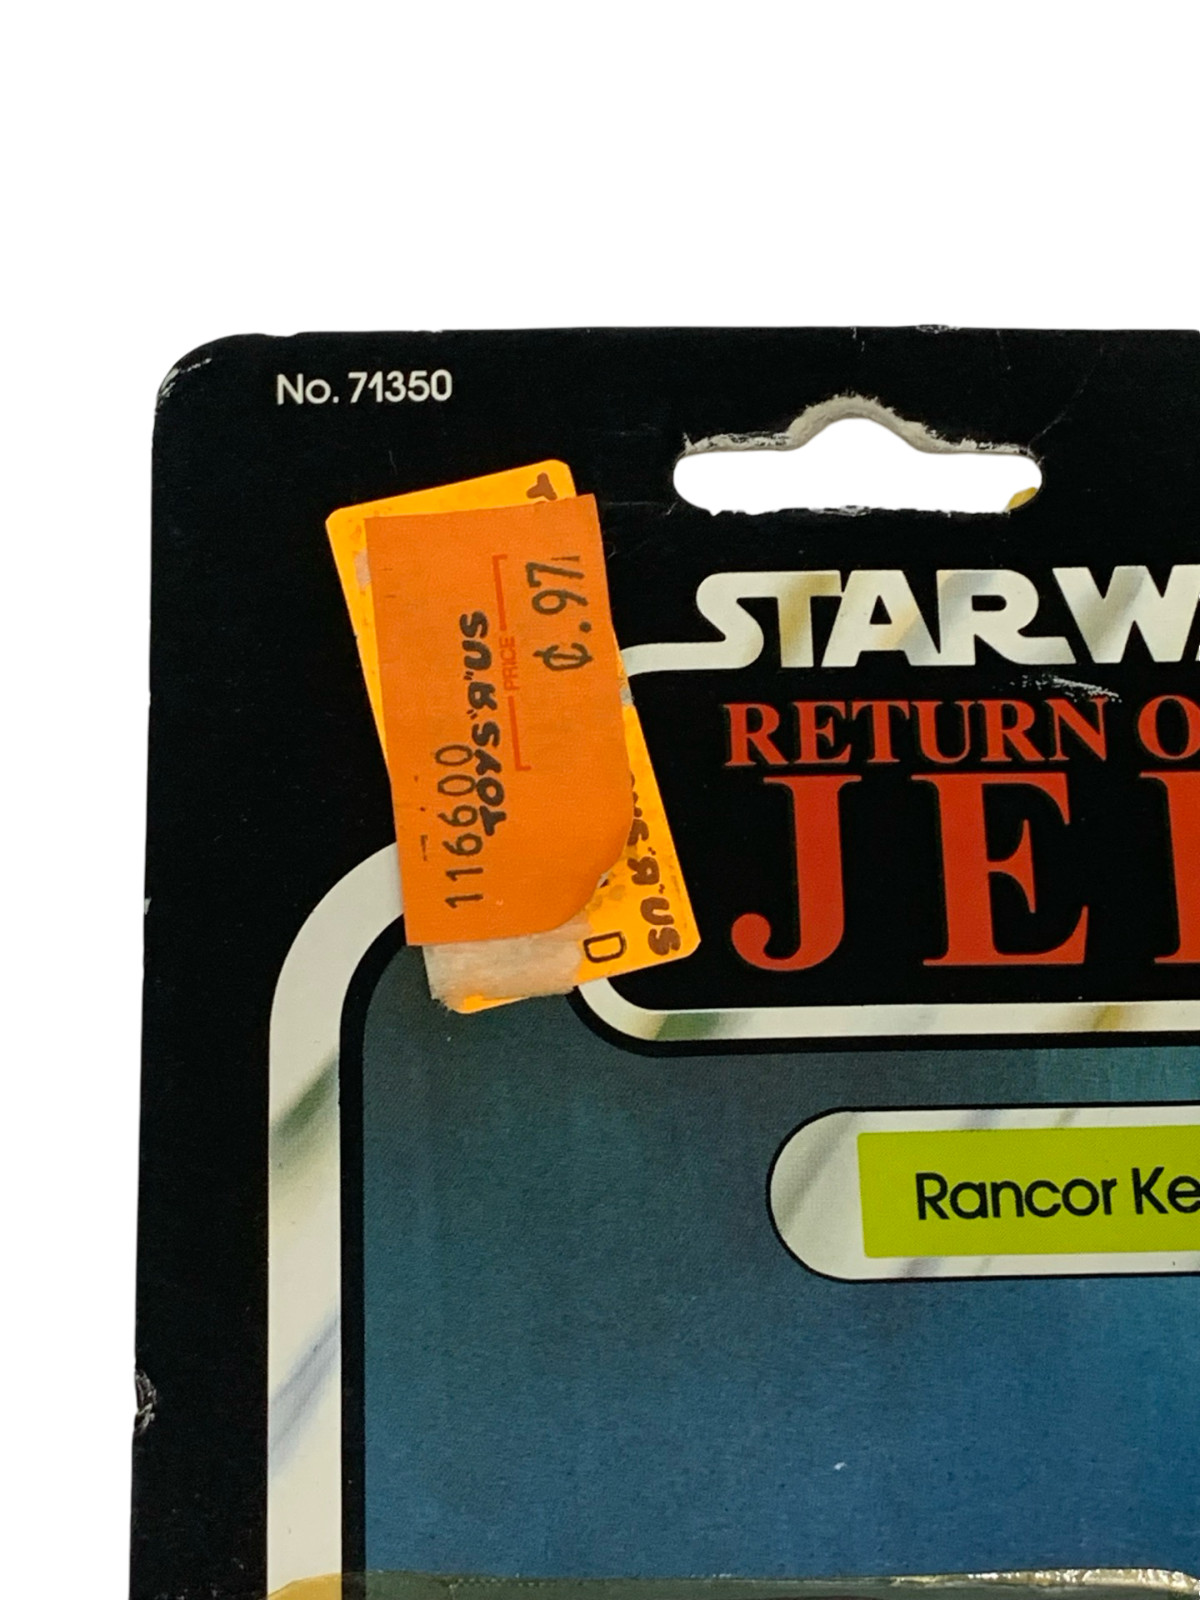 No. 71350
STAR WA
RETURN O
JE
Rancor Ke
¢.97
PRICE
TOYS "R" US
116600
"R" US
D